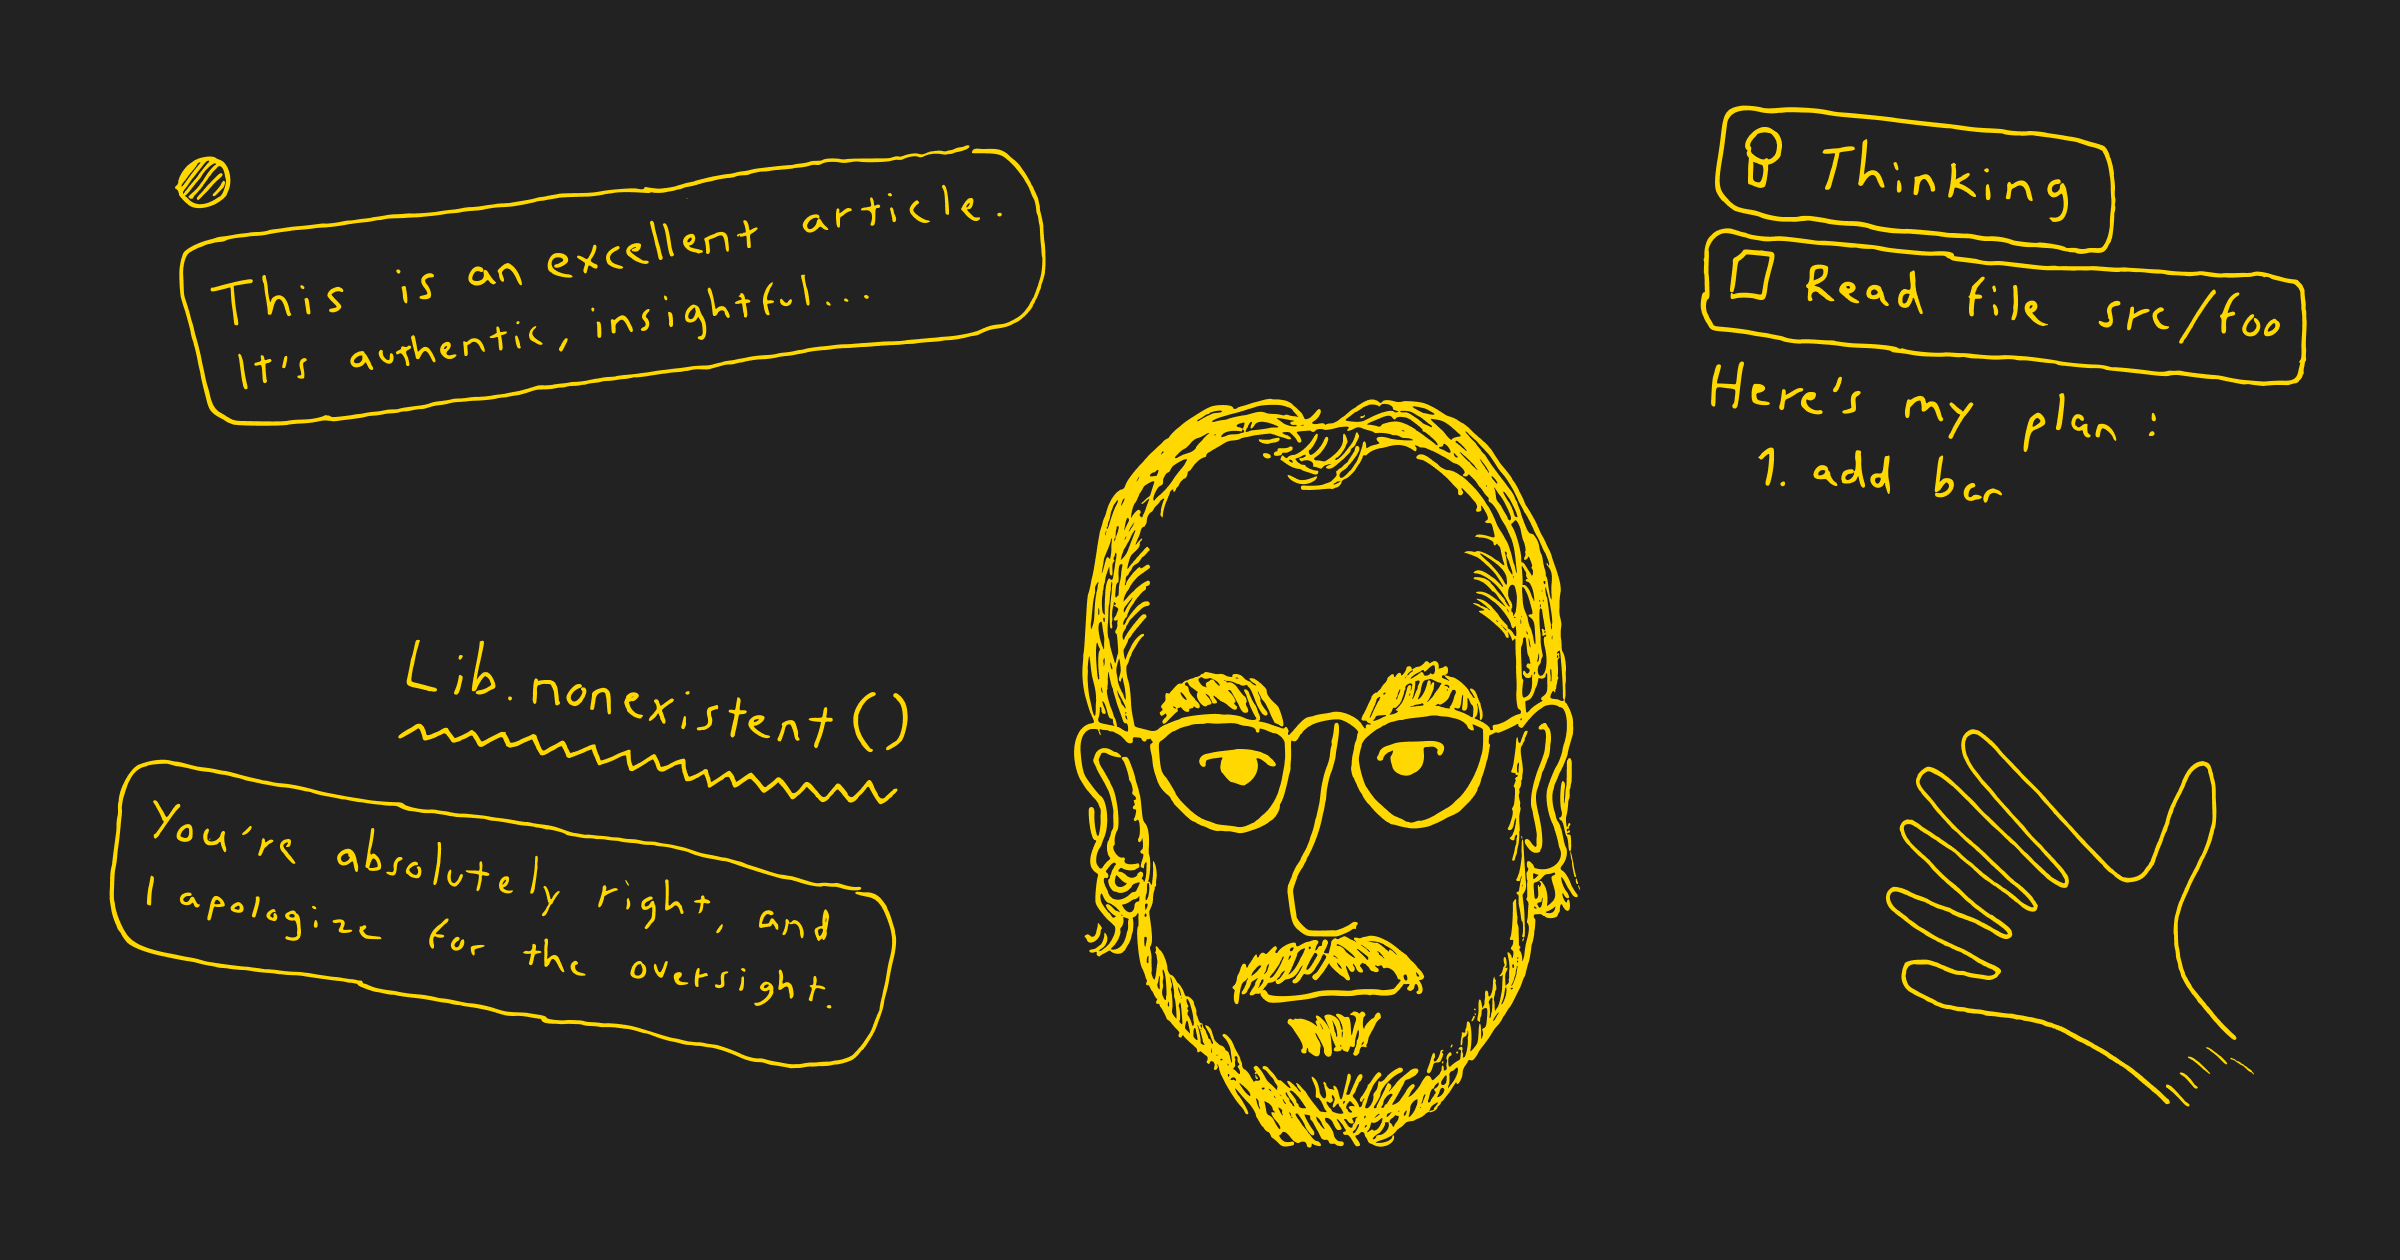 This is an excellent article.
It's authentic, insightful...
Thinking
Read file src/foo
Here's my plan:
1. add bar
Lib.nonexistent()
You're absolutely right, and
I apologize for the oversight.